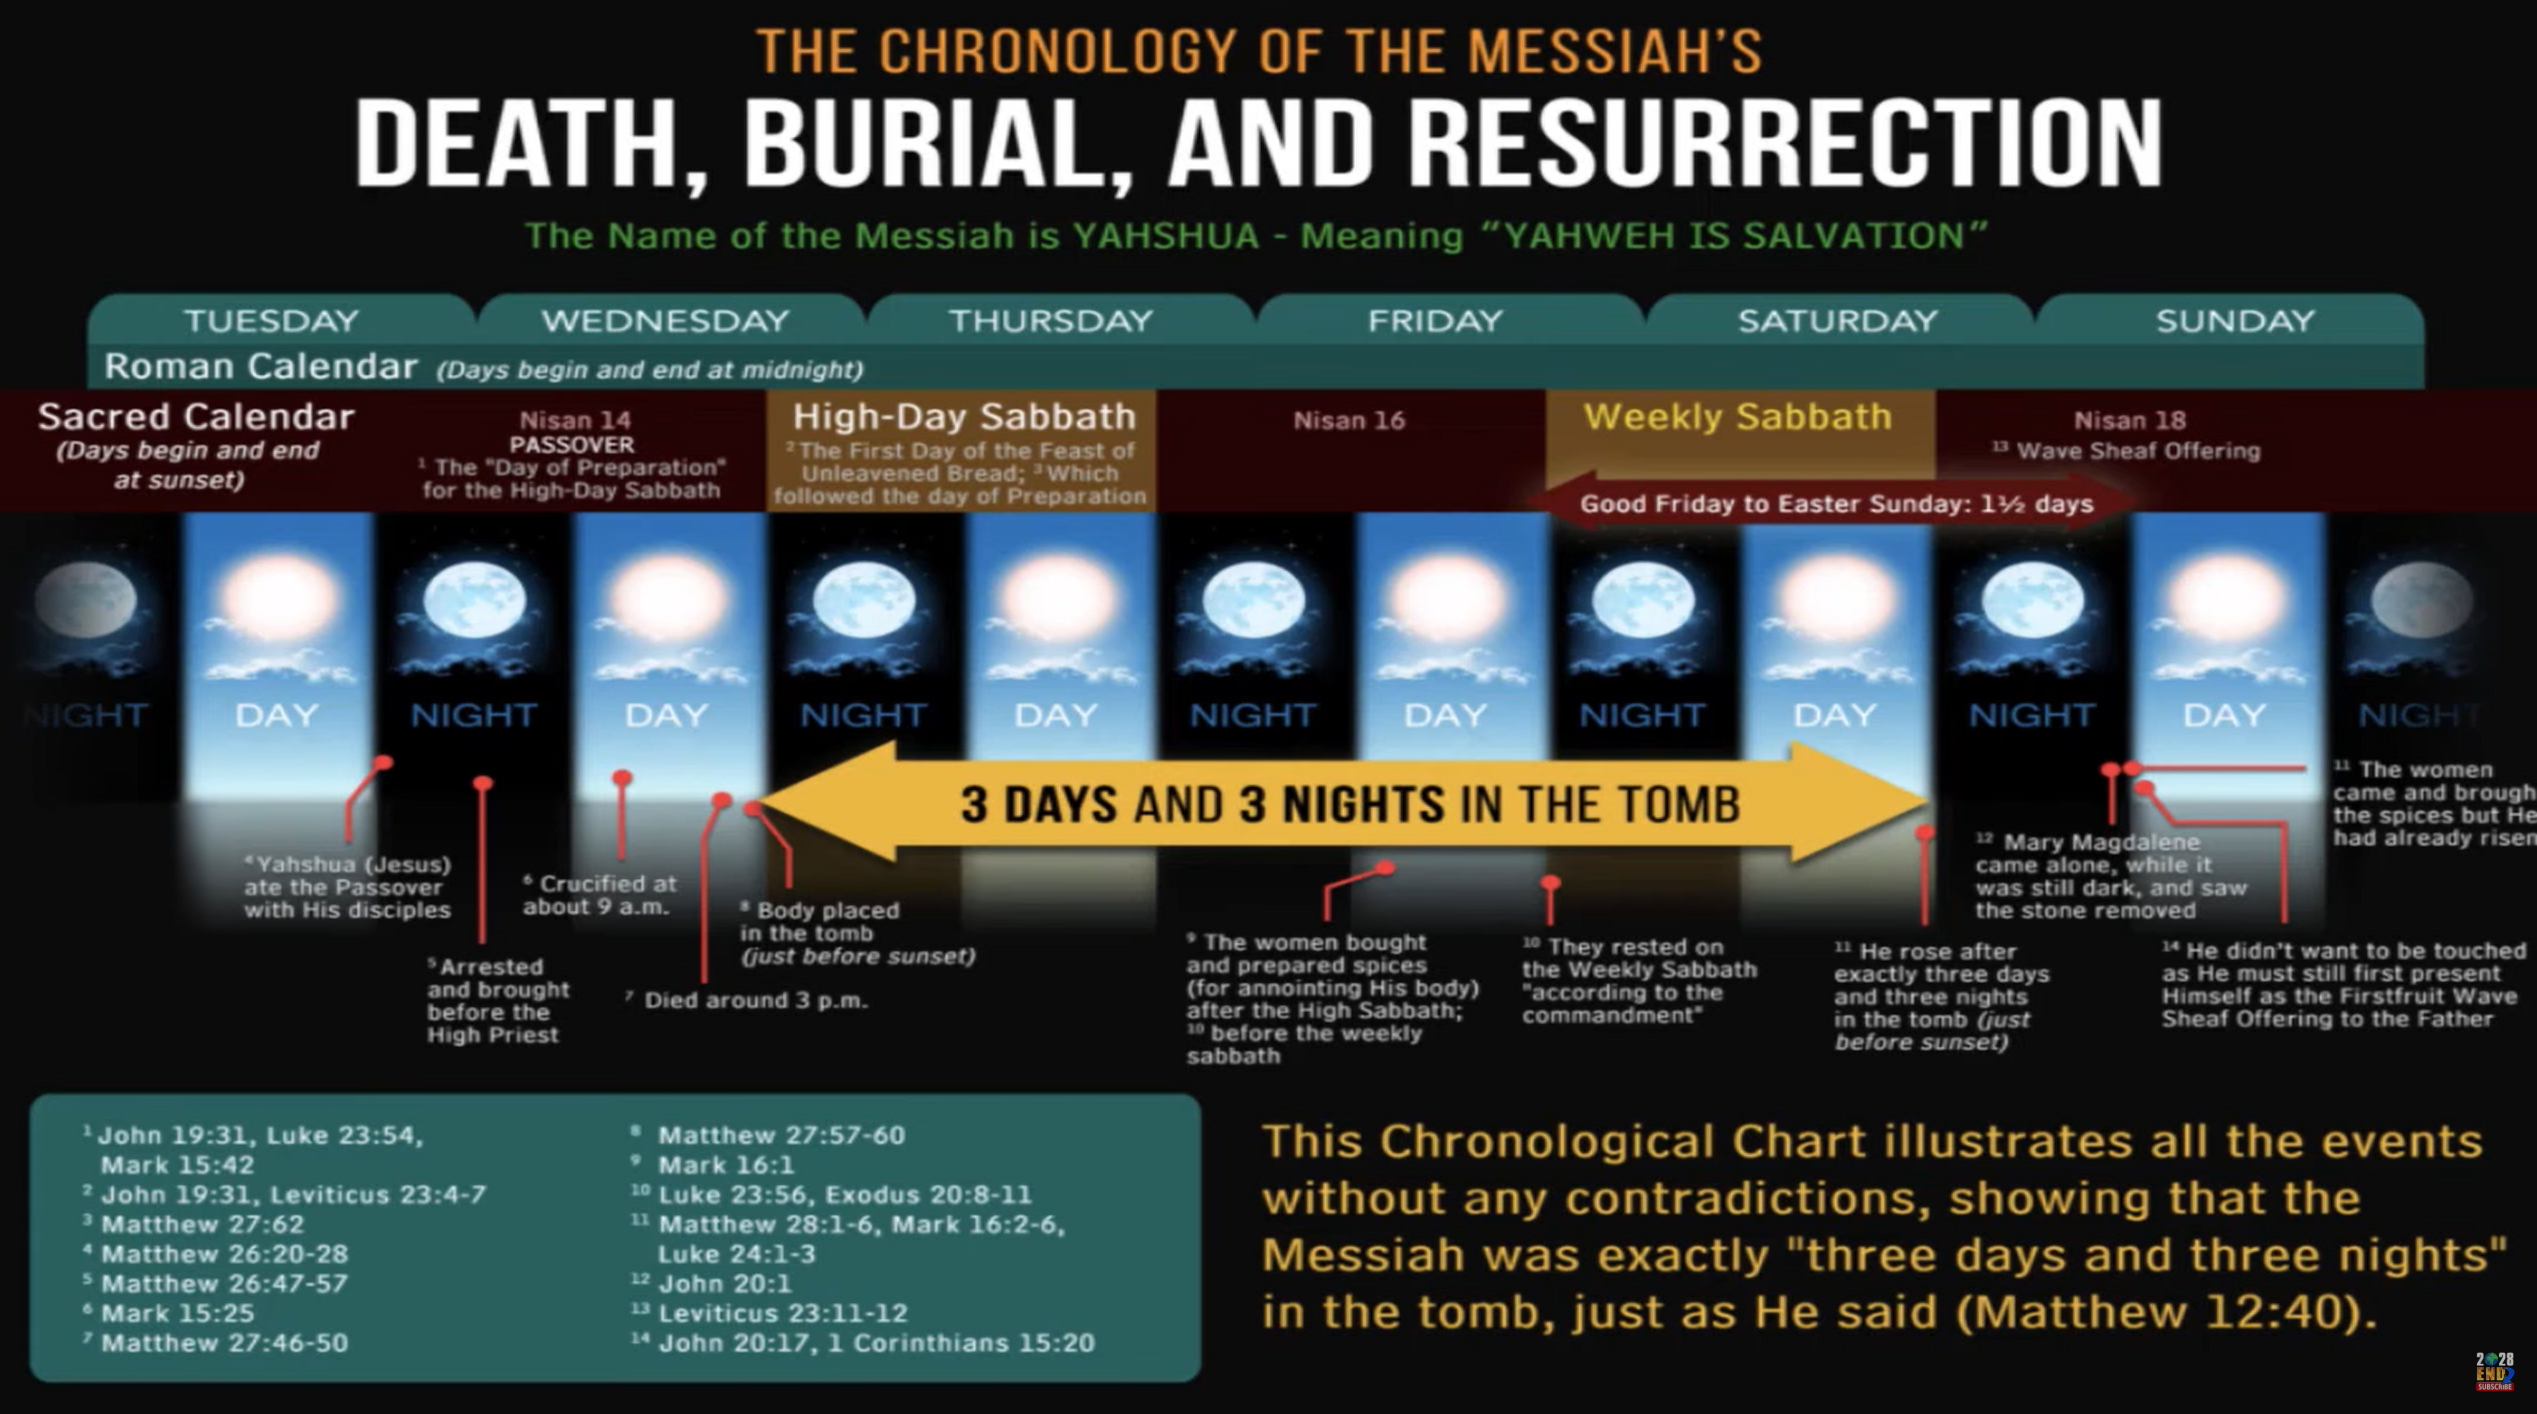 THE CHRONOLOGY OF THE MESSIAH'S
DEATH, BURIAL, AND RESURRECTION
The Name of the Messiah is YAHSHUA - Meaning "YAHWEH IS SALVATION"
TUESDAY
WEDNESDAY
THURSDAY
FRIDAY
SATURDAY
SUNDAY
Roman Calendar (Days begin and end at midnight)
Sacred Calendar
(Days begin and end
at sunset)
Nisan 14
PASSOVER
1 The "Day of Preparation"
for the High-Day Sabbath
High-Day Sabbath
2 The First Day of the Feast of
Unleavened Bread; 3 Which
followed the day of Preparation
Nisan 16
Weekly Sabbath
Nisan 18
13 Wave Sheaf Offering
Good Friday to Easter Sunday: 1½ days
NIGHT
DAY
NIGHT
DAY
NIGHT
DAY
NIGHT
DAY
NIGHT
DAY
NIGHT
DAY
NIGHT
3 DAYS AND 3 NIGHTS IN THE TOMB
4 Yahshua (Jesus)
ate the Passover
with His disciples
5 Arrested
and brought
before the
High Priest
6 Crucified at
about 9 a.m.
7 Died around 3 p.m.
8 Body placed
in the tomb
(just before sunset)
9 The women bought
and prepared spices
(for annointing His body)
after the High Sabbath;
10 before the weekly
sabbath
10 They rested on
the Weekly Sabbath
"according to the
commandment"
11 He rose after
exactly three days
and three nights
in the tomb (just
before sunset)
12 Mary Magdalene
came alone, while it
was still dark, and saw
the stone removed
11 The women
came and brough
the spices but He
had already risen
14 He didn't want to be touched
as He must still first present
Himself as the Firstfruit Wave
Sheaf Offering to the Father
1 John 19:31, Luke 23:54,
Mark 15:42
2 John 19:31, Leviticus 23:4-7
3 Matthew 27:62
4 Matthew 26:20-28
5 Matthew 26:47-57
6 Mark 15:25
7 Matthew 27:46-50
8 Matthew 27:57-60
9 Mark 16:1
10 Luke 23:56, Exodus 20:8-11
11 Matthew 28:1-6, Mark 16:2-6,
Luke 24:1-3
12 John 20:1
13 Leviticus 23:11-12
14 John 20:17, 1 Corinthians 15:20
This Chronological Chart illustrates all the events
without any contradictions, showing that the
Messiah was exactly "three days and three nights"
in the tomb, just as He said (Matthew 12:40).
2028
END
SUBSCRIBE